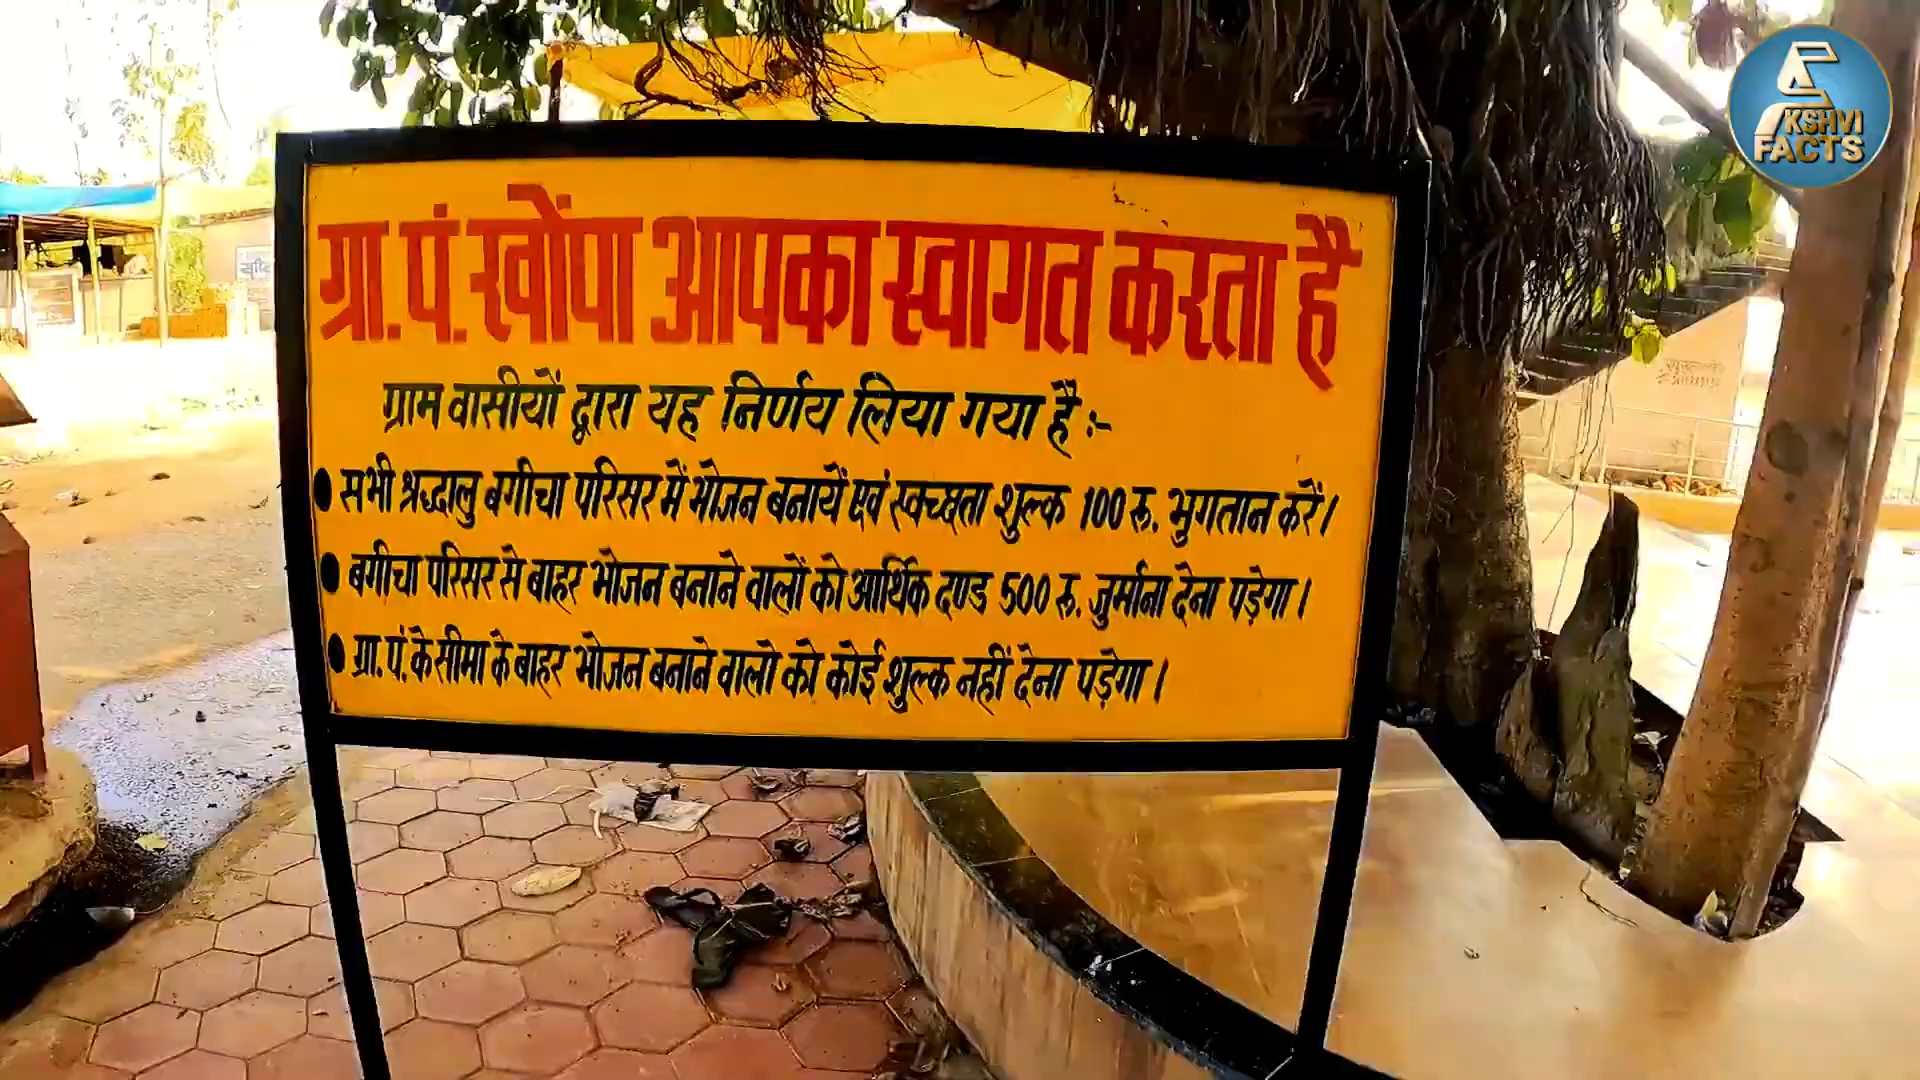 ग्रा. पं. खोंपा आपका स्वागत करता है
ग्राम वासीयों द्वारा यह निर्णय लिया गया है :-
• सभी श्रद्धालु बगीचा परिसर में भोजन बनायें एवं स्वच्छता शुल्क 100 रू. भुगतान करें।
• बगीचा परिसर से बाहर भोजन बनाने वालों को आर्थिक दण्ड 500 रू. जुर्माना देना पड़ेगा।
• ग्रा. पं. के सीमा के बाहर भोजन बनाने वालो को कोई शुल्क नहीं देना पड़ेगा।
KSHVI
FACTS